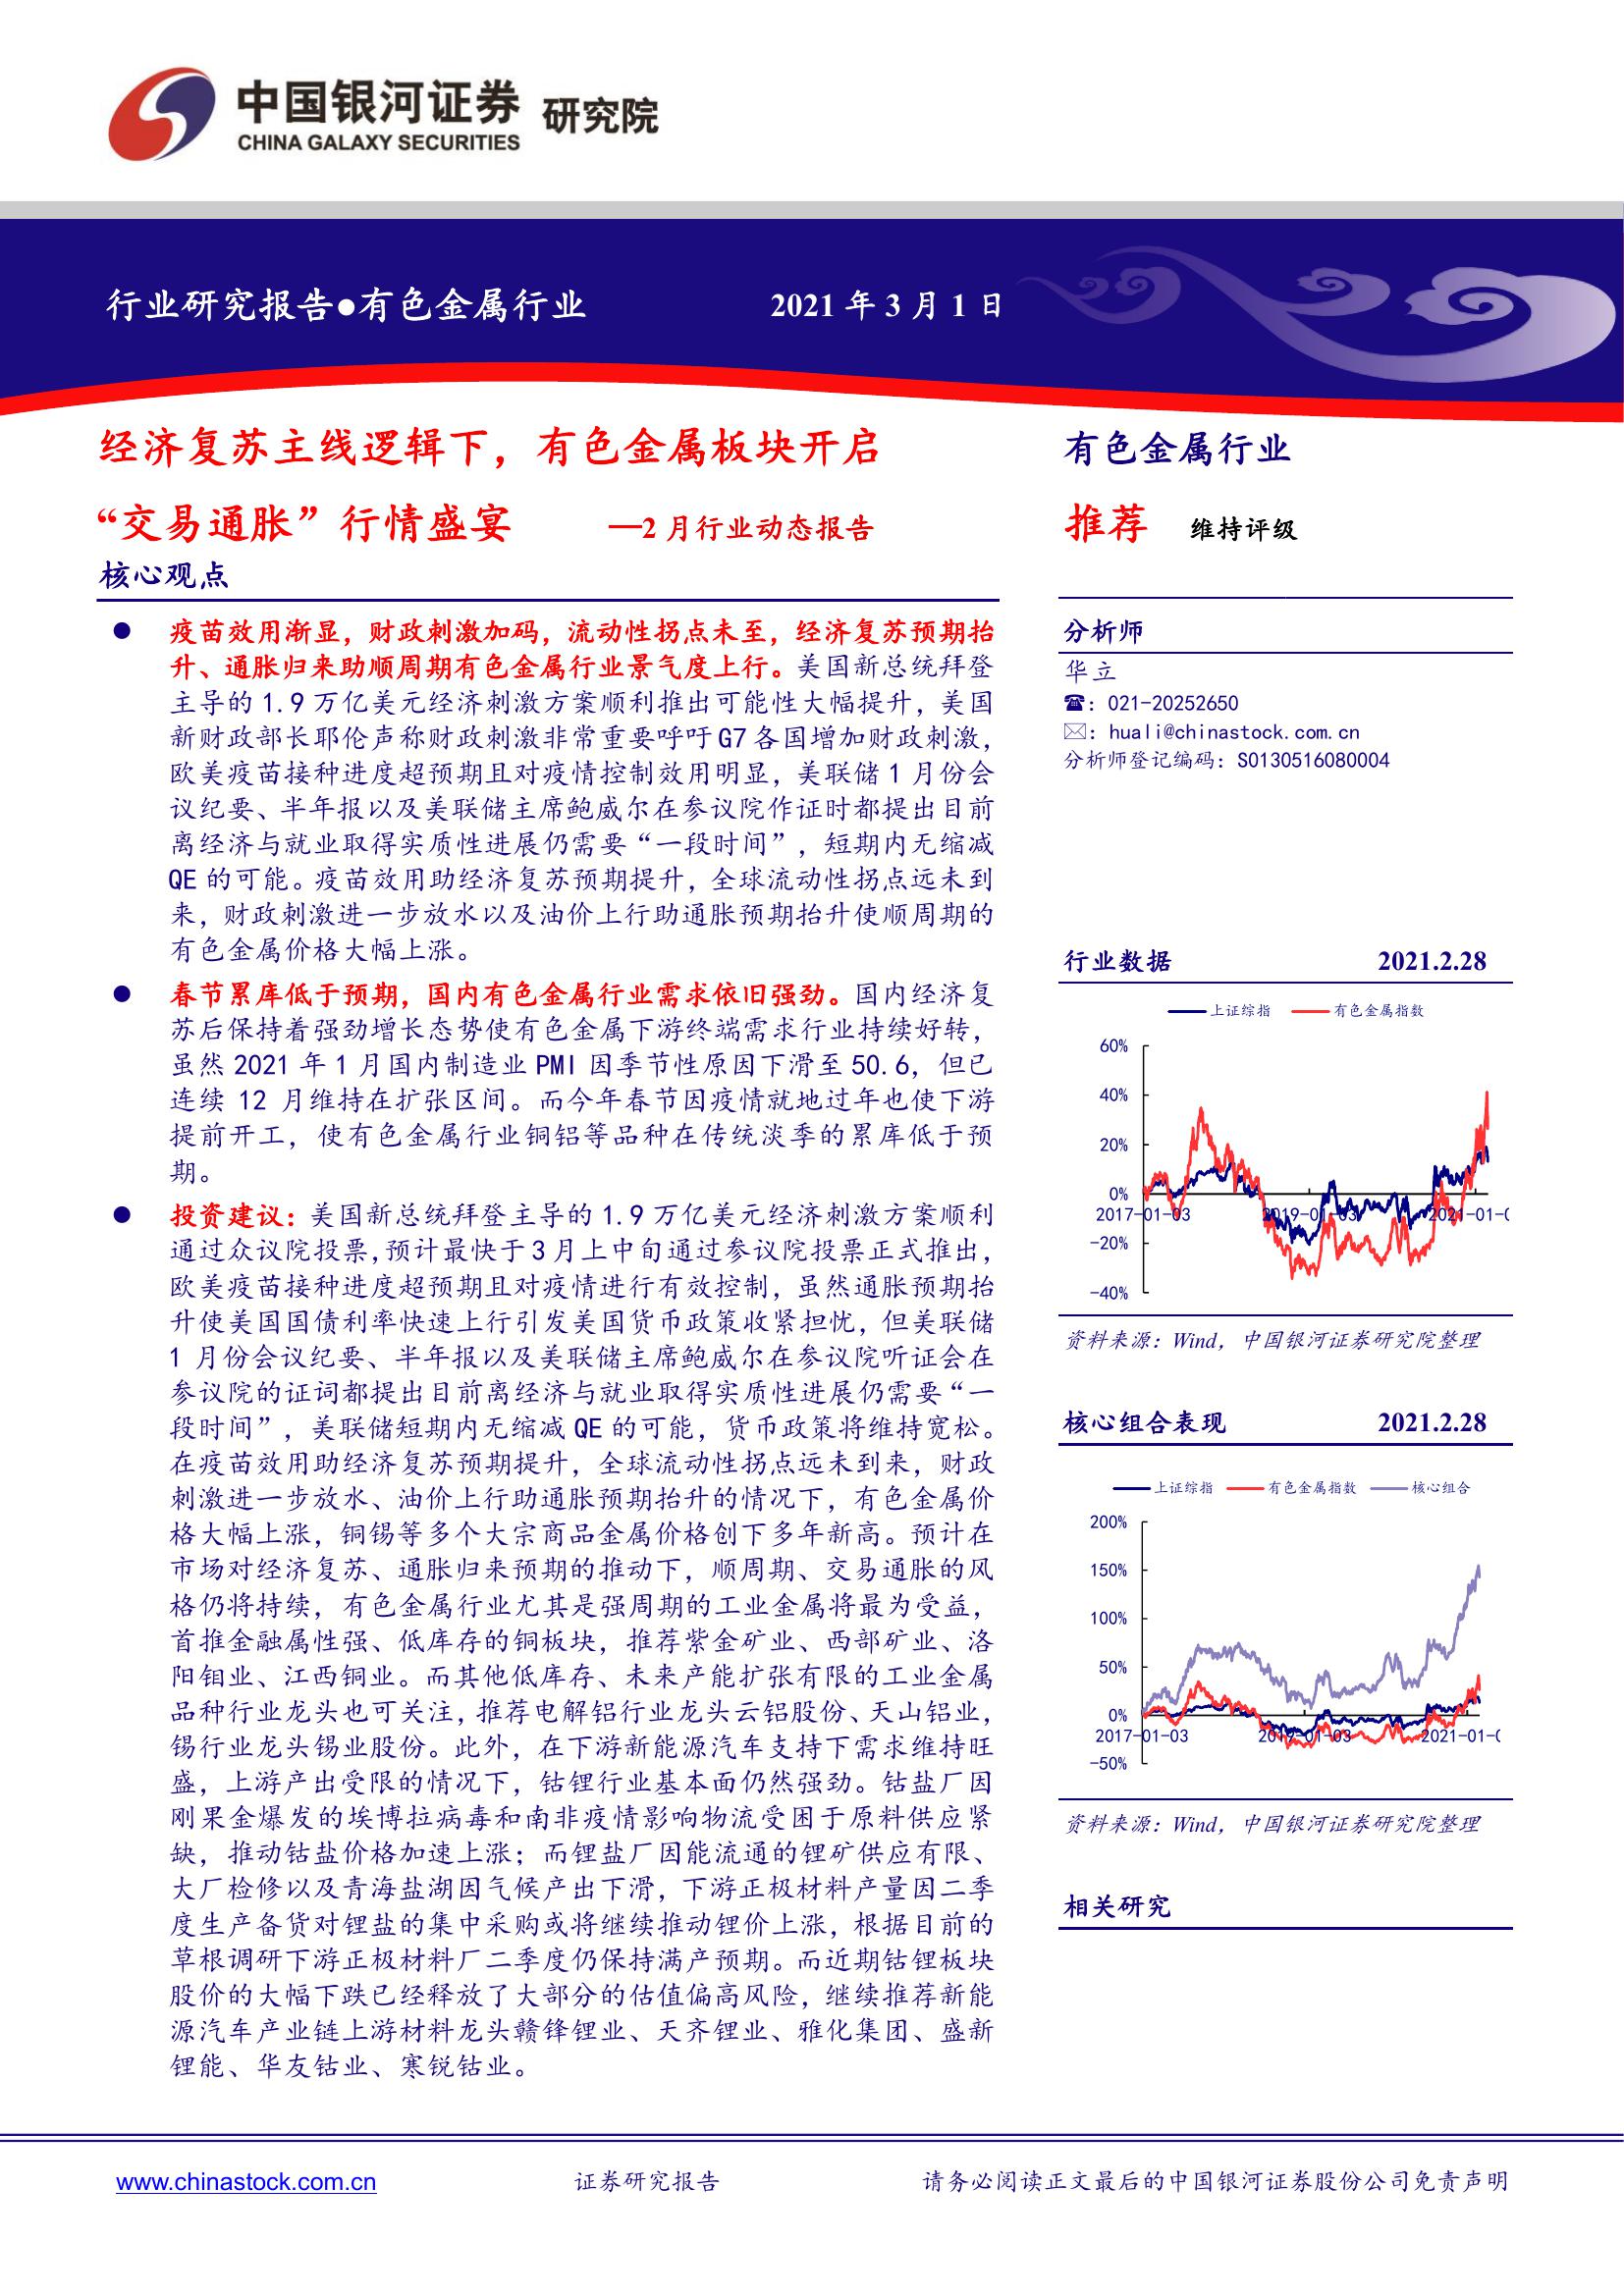 中国银河证券 研究院
CHINA GALAXY SECURITIES
行业研究报告●有色金属行业 2021 年 3 月 1 日
经济复苏主线逻辑下，有色金属板块开启
“交易通胀”行情盛宴 —2 月行业动态报告
核心观点
● 疫苗效用渐显，财政刺激加码，流动性拐点未至，经济复苏预期抬
升、通胀归来助顺周期有色金属行业景气度上行。美国新总统拜登
主导的 1.9 万亿美元经济刺激方案顺利推出可能性大幅提升，美国
新财政部长耶伦声称财政刺激非常重要呼吁 G7 各国增加财政刺激，
欧美疫苗接种进度超预期且对疫情控制效用明显，美联储 1 月份会
议纪要、半年报以及美联储主席鲍威尔在参议院作证时都提出目前
离经济与就业取得实质性进展仍需要“一段时间”，短期内无缩减
QE 的可能。疫苗效用助经济复苏预期提升，全球流动性拐点远未到
来，财政刺激进一步放水以及油价上行助通胀预期抬升使顺周期的
有色金属价格大幅上涨。
● 春节累库低于预期，国内有色金属行业需求依旧强劲。国内经济复
苏后保持着强劲增长态势使有色金属下游终端需求行业持续好转，
虽然 2021 年 1 月国内制造业 PMI 因季节性原因下滑至 50.6，但已
连续 12 月维持在扩张区间。而今年春节因疫情就地过年也使下游
提前开工，使有色金属行业铜铝等品种在传统淡季的累库低于预
期。
● 投资建议：美国新总统拜登主导的 1.9 万亿美元经济刺激方案顺利
通过众议院投票，预计最快于 3 月上中旬通过参议院投票正式推出，
欧美疫苗接种进度超预期且对疫情进行有效控制，虽然通胀预期抬
升使美国国债利率快速上行引发美国货币政策收紧担忧，但美联储
1 月份会议纪要、半年报以及美联储主席鲍威尔在参议院听证会在
参议院的证词都提出目前离经济与就业取得实质性进展仍需要“一
段时间”，美联储短期内无缩减 QE 的可能，货币政策将维持宽松。
在疫苗效用助经济复苏预期提升，全球流动性拐点远未到来，财政
刺激进一步放水、油价上行助通胀预期抬升的情况下，有色金属价
格大幅上涨，铜锡等多个大宗商品金属价格创下多年新高。预计在
市场对经济复苏、通胀归来预期的推动下，顺周期、交易通胀的风
格仍将持续，有色金属行业尤其是强周期的工业金属将最为受益，
首推金融属性强、低库存的铜板块，推荐紫金矿业、西部矿业、洛
阳钼业、江西铜业。而其他低库存、未来产能扩张有限的工业金属
品种行业龙头也可关注，推荐电解铝行业龙头云铝股份、天山铝业，
锡行业龙头锡业股份。此外，在下游新能源汽车支持下需求维持旺
盛，上游产出受限的情况下，钴锂行业基本面仍然强劲。钴盐厂因
刚果金爆发的埃博拉病毒和南非疫情影响物流受困于原料供应紧
缺，推动钴盐价格加速上涨；而锂盐厂因能流通的锂矿供应有限、
大厂检修以及青海盐湖因气候产出下滑，下游正极材料产量因二季
度生产备货对锂盐的集中采购或将继续推动锂价上涨，根据目前的
草根调研下游正极材料厂二季度仍保持满产预期。而近期钴锂板块
股价的大幅下跌已经释放了大部分的估值偏高风险，继续推荐新能
源汽车产业链上游材料龙头赣锋锂业、天齐锂业、雅化集团、盛新
锂能、华友钴业、寒锐钴业。
有色金属行业
推荐 维持评级
分析师
华立
☎：021-20252650
✉：huali@chinastock.com.cn
分析师登记编码：S0130516080004
行业数据 2021.2.28
上证综指 有色金属指数
60%
40%
20%
0%
2017-01-03 2019-01-03 2021-01-0
-20%
-40%
资料来源：Wind，中国银河证券研究院整理
核心组合表现 2021.2.28
上证综指 有色金属指数 核心组合
200%
150%
100%
50%
0%
2017-01-03 2019-01-03 2021-01-0
-50%
资料来源：Wind，中国银河证券研究院整理
相关研究
www.chinastock.com.cn 证券研究报告 请务必阅读正文最后的中国银河证券股份公司免责声明